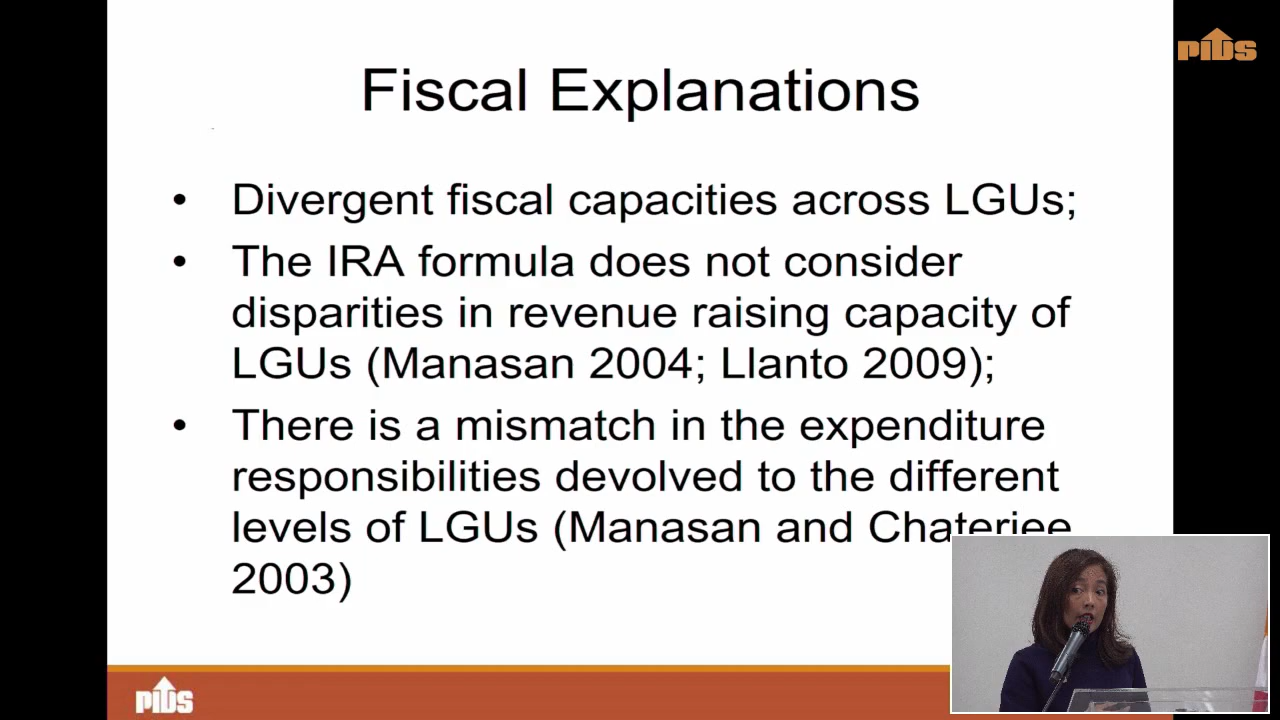 PIDS
Fiscal Explanations
• Divergent fiscal capacities across LGUs;
• The IRA formula does not consider
disparities in revenue raising capacity of
LGUs (Manasan 2004; Llanto 2009);
• There is a mismatch in the expenditure
responsibilities devolved to the different
levels of LGUs (Manasan and Chaterjee
2003)
PIDS